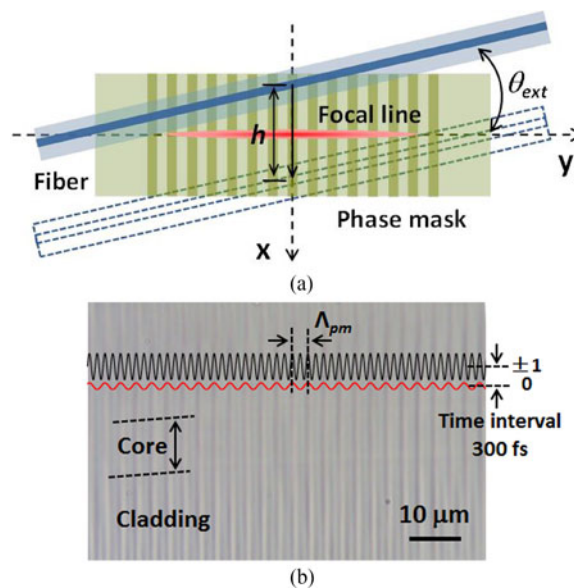 θext
h
Focal line
y
Fiber
Phase mask
x
(a)
Λpm
±1
0
Time interval
300 fs
Core
Cladding
10 μm
(b)